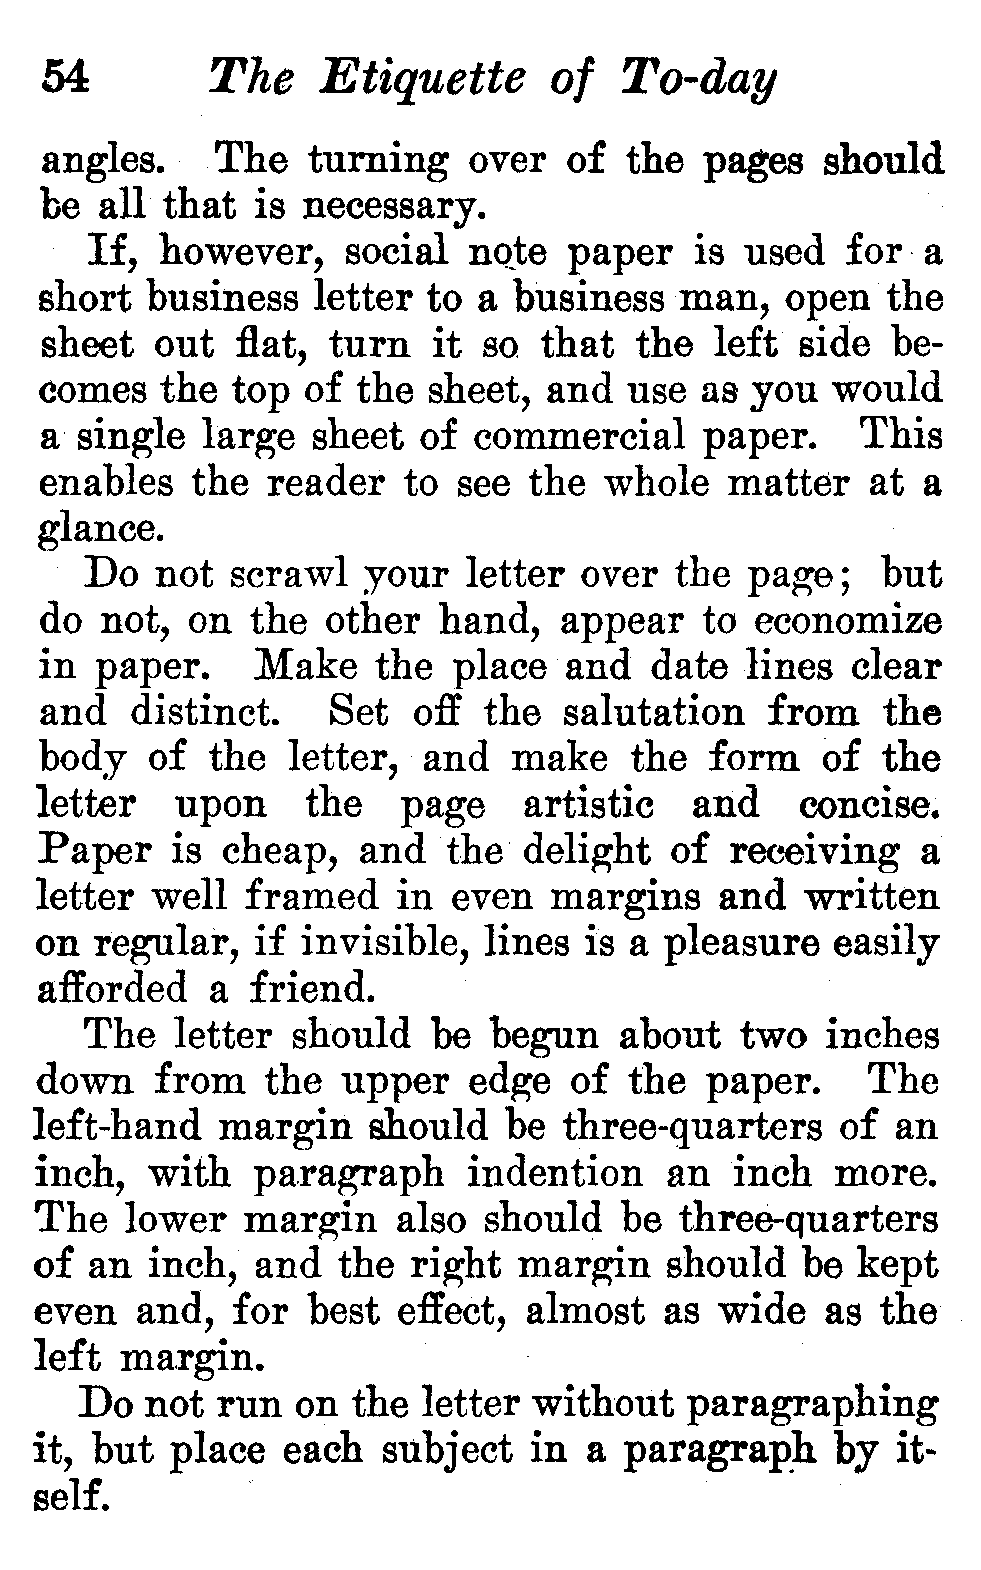 54 The Etiquette of To-day
angles. The turning over of the pages should
be all that is necessary.
If, however, social note paper is used for a
short business letter to a business man, open the
sheet out flat, turn it so that the left side be-
comes the top of the sheet, and use as you would
a single large sheet of commercial paper. This
enables the reader to see the whole matter at a
glance.
Do not scrawl your letter over the page; but
do not, on the other hand, appear to economize
in paper. Make the place and date lines clear
and distinct. Set off the salutation from the
body of the letter, and make the form of the
letter upon the page artistic and concise.
Paper is cheap, and the delight of receiving a
letter well framed in even margins and written
on regular, if invisible, lines is a pleasure easily
afforded a friend.
The letter should be begun about two inches
down from the upper edge of the paper. The
left-hand margin should be three-quarters of an
inch, with paragraph indention an inch more.
The lower margin also should be three-quarters
of an inch, and the right margin should be kept
even and, for best effect, almost as wide as the
left margin.
Do not run on the letter without paragraphing
it, but place each subject in a paragraph by it-
self.